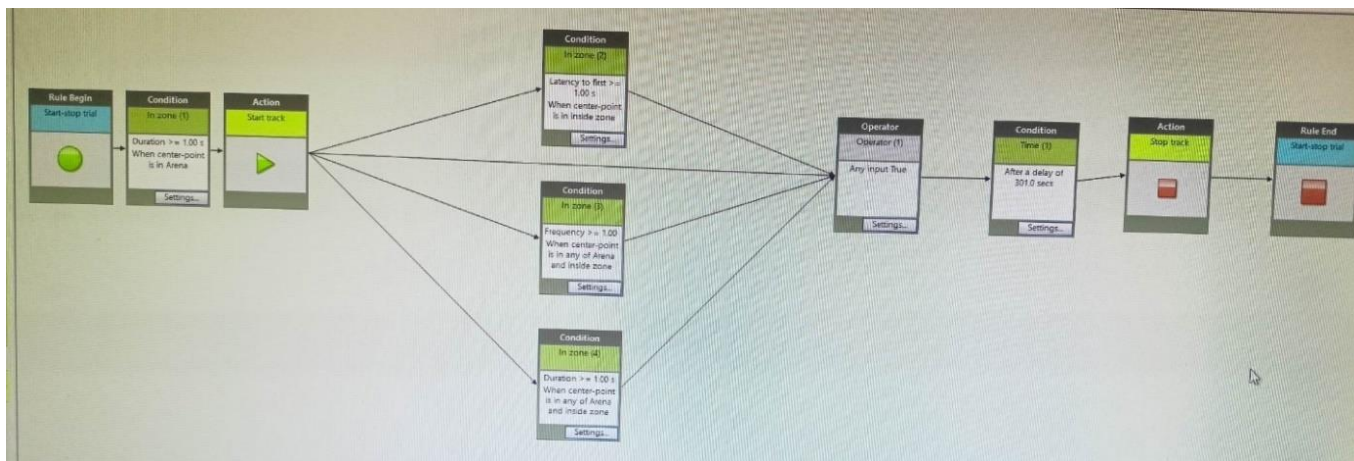 Rule Begin
Start-stop trial
Condition
In zone (1)
Duration >= 1.00 s
When center-point
is in Arena
Settings...
Action
Start track
Condition
In zone (2)
Latency to first >=
1.00 s
When center-point
is in inside zone
Settings...
Condition
In zone (3)
Frequency >= 1.00
When center-point
is in any of Arena
and inside zone
Settings...
Condition
In zone (4)
Duration >= 1.00 s
When center-point
is in any of Arena
and inside zone
Settings...
Operator
Operator (1)
Any input True
Settings...
Condition
Time (1)
After a delay of
301.0 secs
Settings...
Action
Stop track
Rule End
Start-stop trial